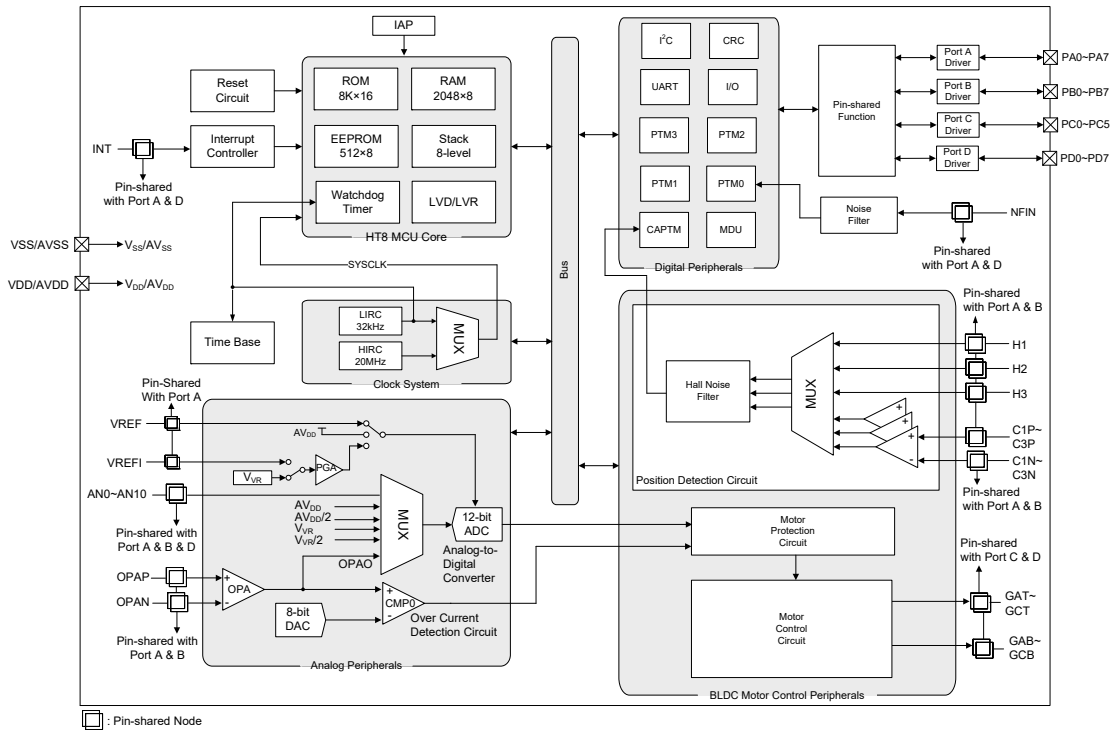 IAP
Reset
Circuit
ROM
8K×16
RAM
2048×8
INT
Interrupt
Controller
EEPROM
512×8
Stack
8-level
Pin-shared
with Port A & D
Watchdog
Timer
LVD/LVR
HT8 MCU Core
VSS/AVSS
VSS/AVSS
VDD/AVDD
VDD/AVDD
SYSCLK
Time Base
LIRC
32kHz
HIRC
20MHz
MUX
Clock System
Bus
I2C
CRC
UART
I/O
PTM3
PTM2
PTM1
PTM0
CAPTM
MDU
Digital Peripherals
Pin-shared
Function
Port A
Driver
Port B
Driver
Port C
Driver
Port D
Driver
PA0~PA7
PB0~PB7
PC0~PC5
PD0~PD7
Noise
Filter
NFIN
Pin-shared
with Port A & D
Pin-shared
with Port A & B
H1
H2
H3
C1P~
C3P
C1N~
C3N
Pin-shared
with Port A & B
Hall Noise
Filter
MUX
+
+
+
-
Position Detection Circuit
Motor
Protection
Circuit
Motor
Control
Circuit
BLDC Motor Control Peripherals
Pin-shared
with Port C & D
GAT~
GCT
GAB~
GCB
Pin-Shared
With Port A
VREF
VREFI
AVDD
VVR
PGA
AN0~AN10
Pin-shared with
Port A & B & D
AVDD
AVDD/2
VVR
VVR/2
OPAO
MUX
12-bit
ADC
Analog-to-
Digital
Converter
OPAP
OPAN
+
-
OPA
Pin-shared with
Port A & B
8-bit
DAC
+
-
CMP0
Over Current
Detection Circuit
Analog Peripherals
: Pin-shared Node